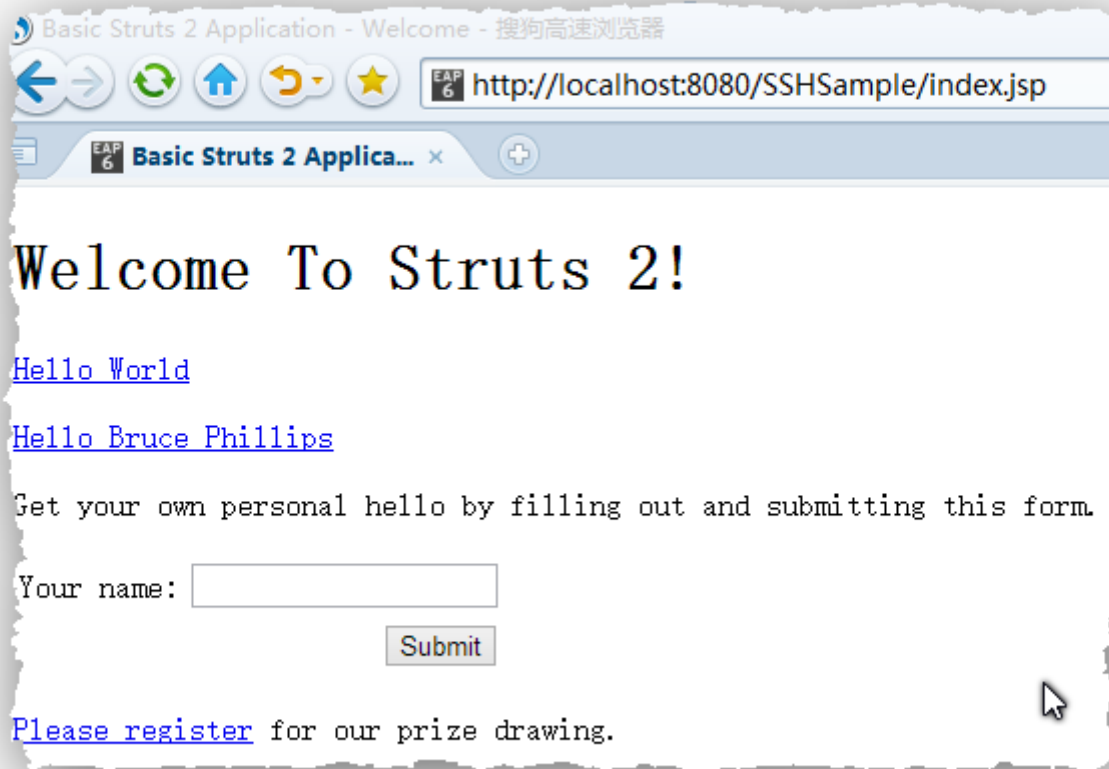 Basic Struts 2 Application - Welcome - 搜狗高速浏览器
EAP 6 http://localhost:8080/SSHSample/index.jsp
EAP 6 Basic Struts 2 Applica... ×
Welcome To Struts 2!
Hello World
Hello Bruce Phillips
Get your own personal hello by filling out and submitting this form.
Your name:
Submit
Please register for our prize drawing.